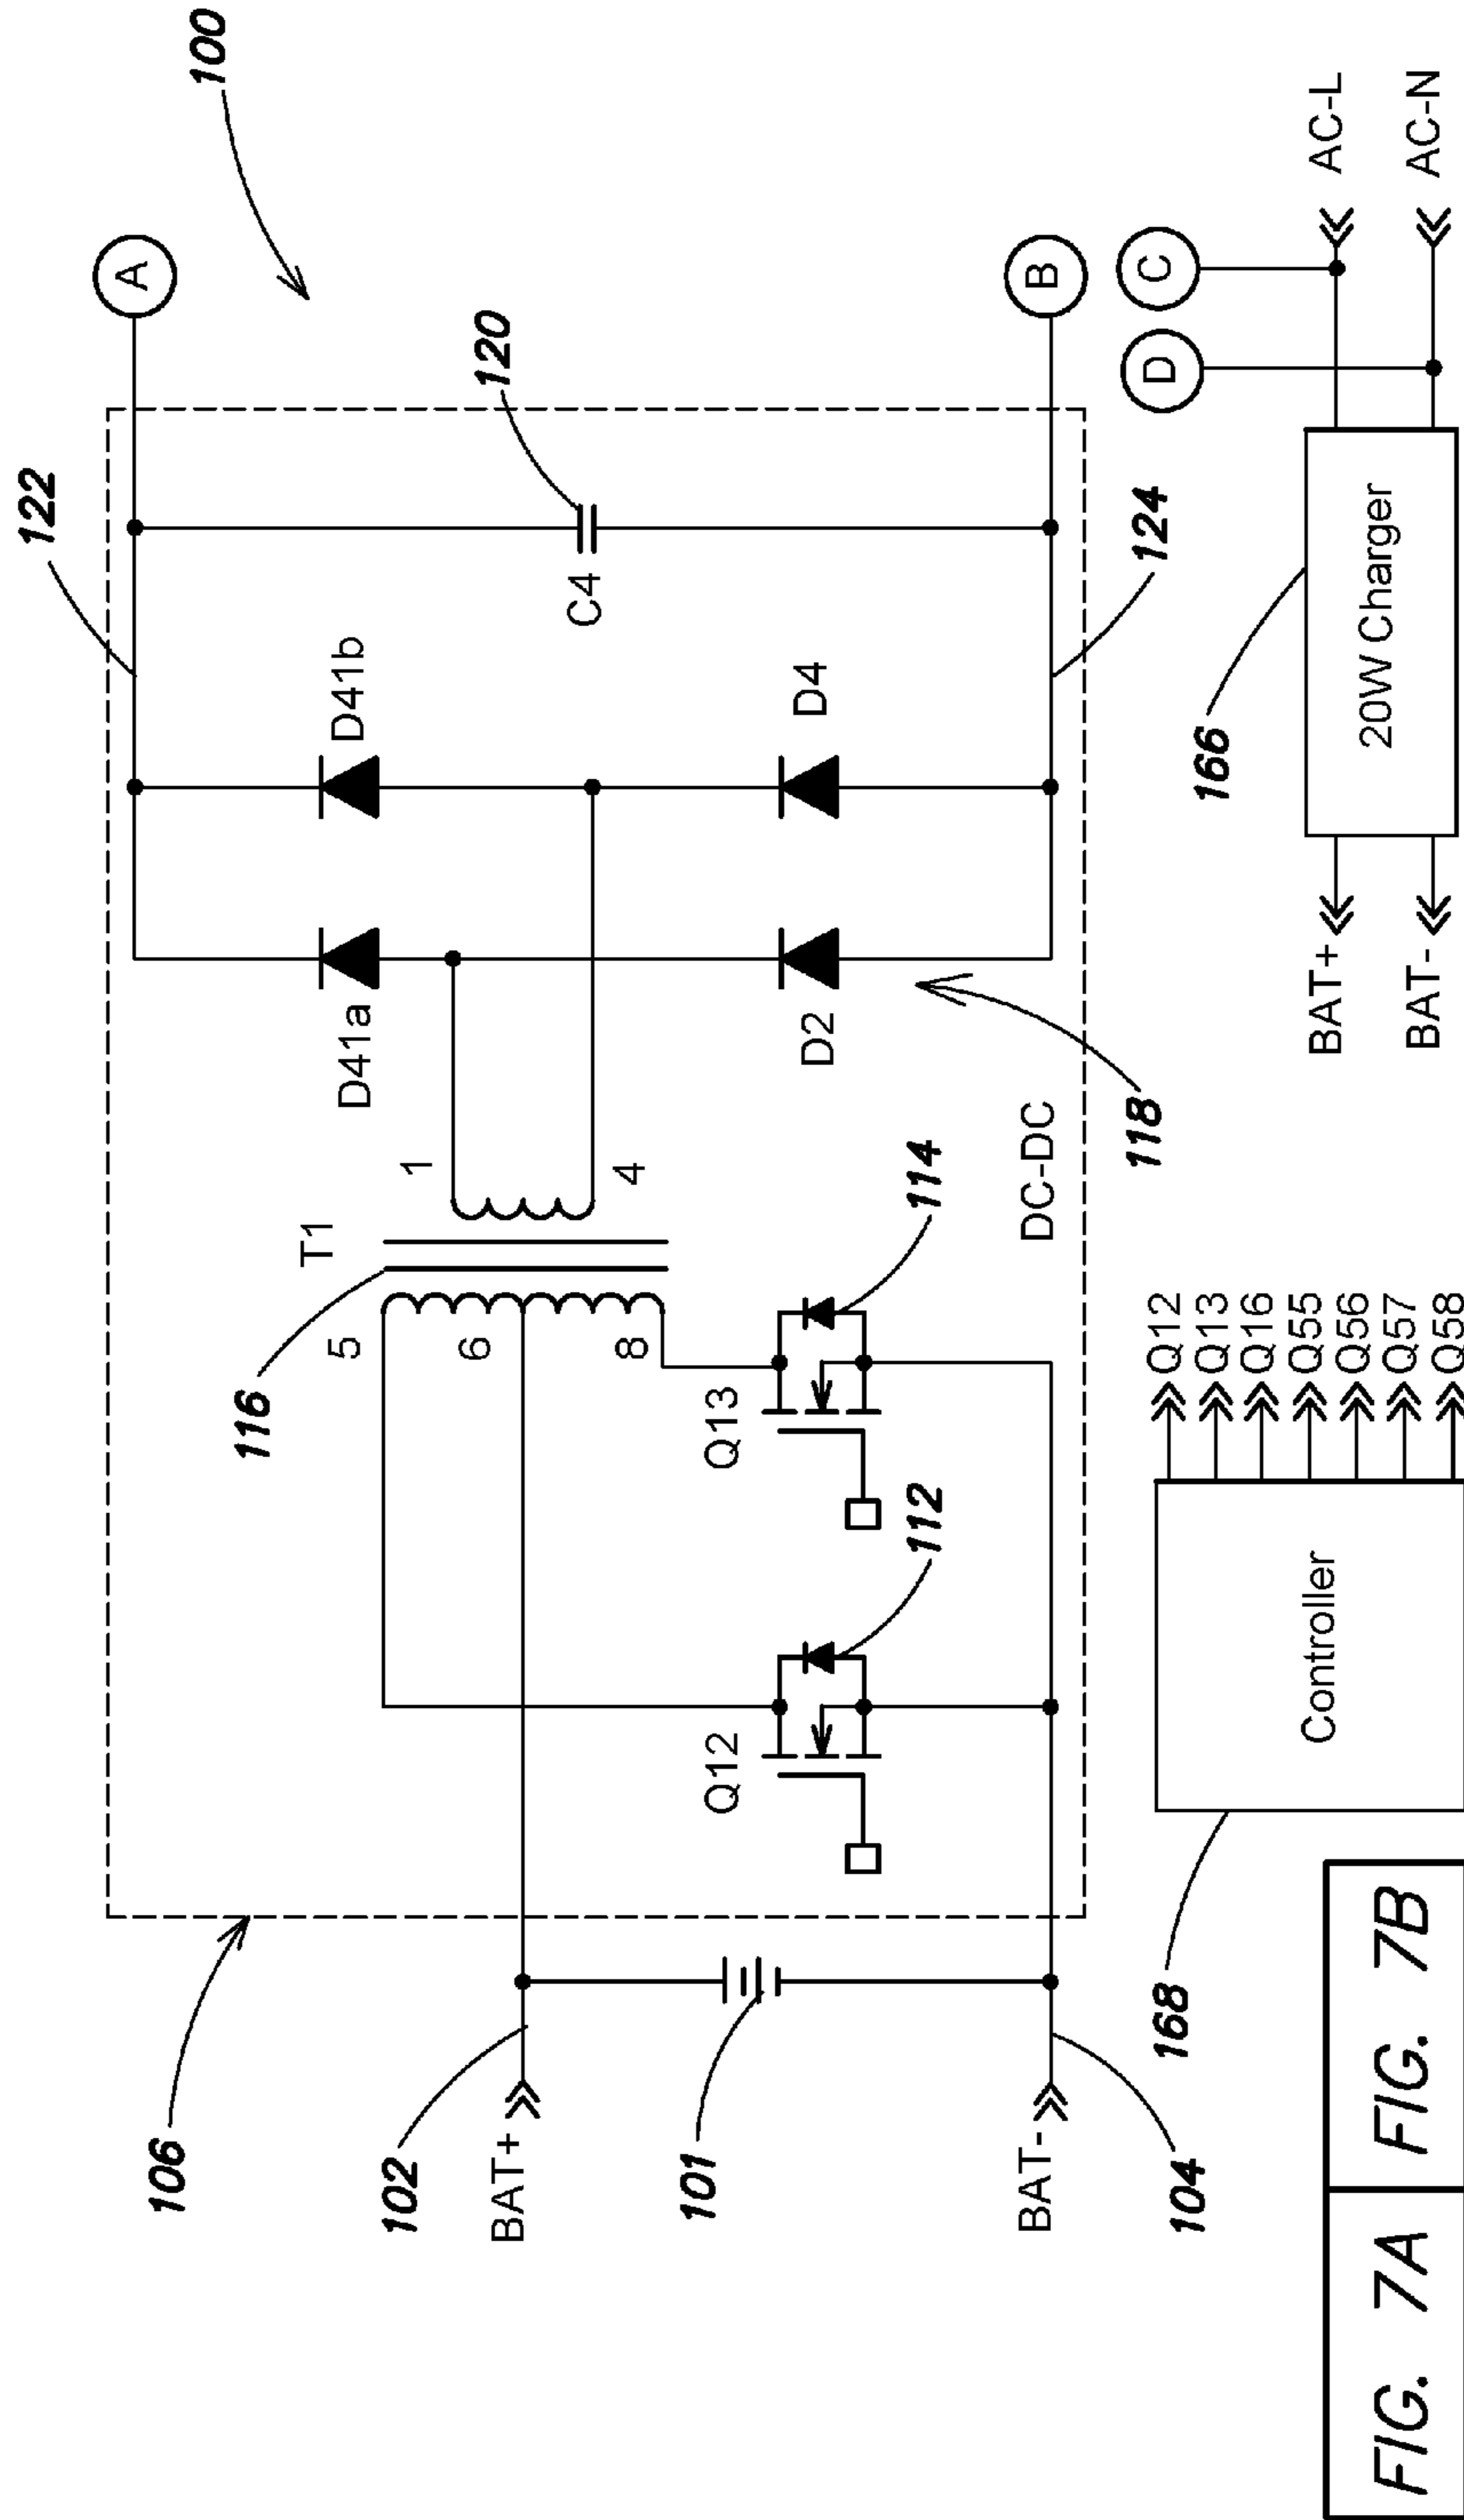 100
A
122
120
C4
D41b
D4
D41a
D2
118
124
B
T1
1
4
116
5
6
8
Q13
114
DC-DC
Q12
112
106
102
BAT+
101
BAT-
104
C
D
AC-L
AC-N
166
20W Charger
BAT+
BAT-
168
Controller
Q12
Q13
Q16
Q55
Q56
Q57
Q58
FIG. 7A
FIG. 7B